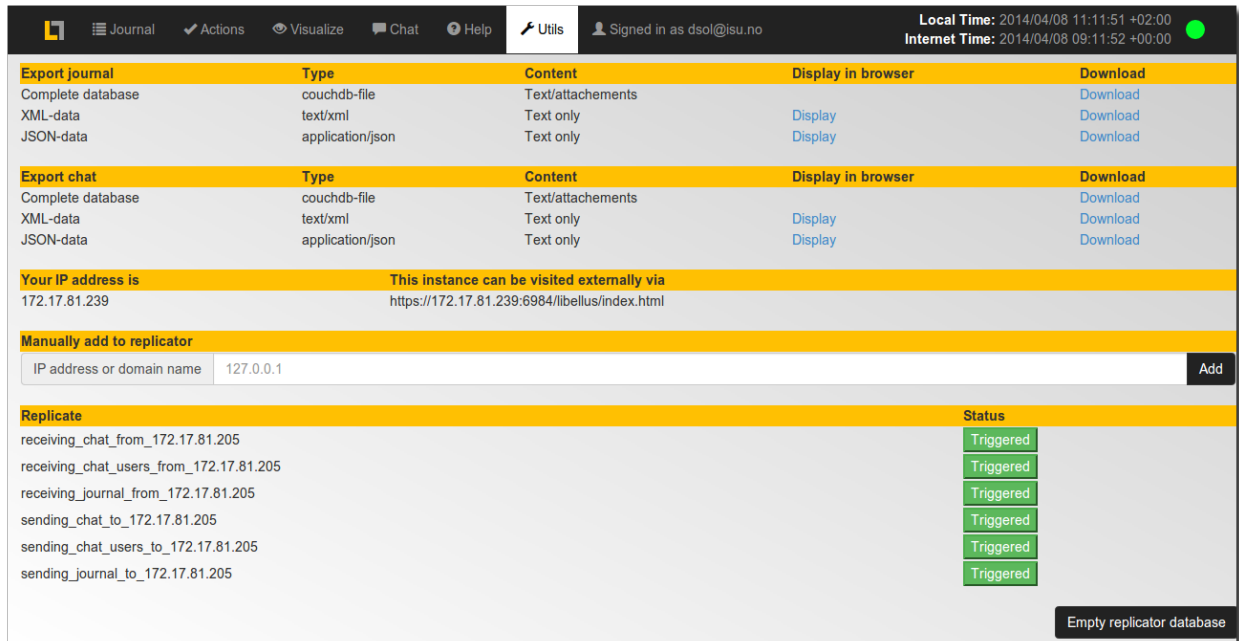 Journal Actions Visualize Chat Help Utils Signed in as dsol@isu.no Local Time: 2014/04/08 11:11:51 +02:00
Internet Time: 2014/04/08 09:11:52 +00:00
Export journal Type Content Display in browser Download
Complete database couchdb-file Text/attachements Download
XML-data text/xml Text only Display Download
JSON-data application/json Text only Display Download
Export chat Type Content Display in browser Download
Complete database couchdb-file Text/attachements Download
XML-data text/xml Text only Display Download
JSON-data application/json Text only Display Download
Your IP address is This instance can be visited externally via
172.17.81.239 https://172.17.81.239:6984/libellus/index.html
Manually add to replicator
IP address or domain name 127.0.0.1 Add
Replicate Status
receiving_chat_from_172.17.81.205 Triggered
receiving_chat_users_from_172.17.81.205 Triggered
receiving_journal_from_172.17.81.205 Triggered
sending_chat_to_172.17.81.205 Triggered
sending_chat_users_to_172.17.81.205 Triggered
sending_journal_to_172.17.81.205 Triggered
Empty replicator database